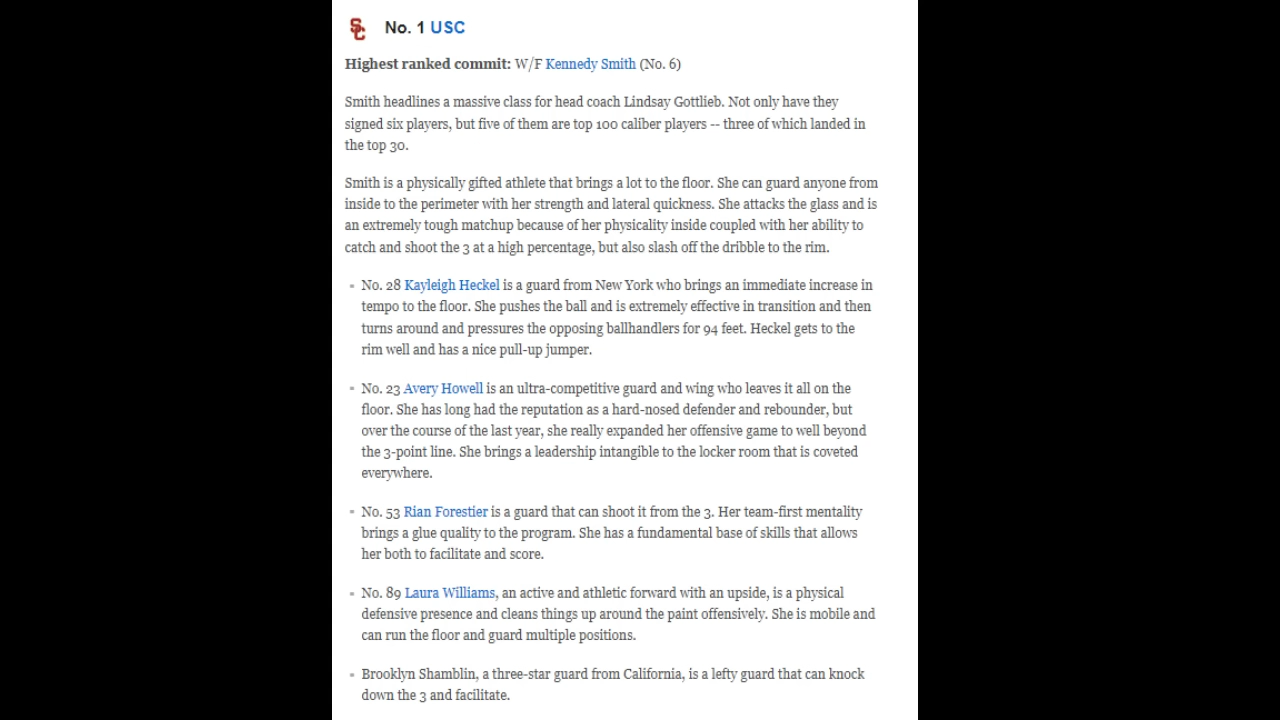 SC No. 1 USC
Highest ranked commit: W/F Kennedy Smith (No. 6)
Smith headlines a massive class for head coach Lindsay Gottlieb. Not only have they
signed six players, but five of them are top 100 caliber players -- three of which landed in
the top 30.
Smith is a physically gifted athlete that brings a lot to the floor. She can guard anyone from
inside to the perimeter with her strength and lateral quickness. She attacks the glass and is
an extremely tough matchup because of her physicality inside coupled with her ability to
catch and shoot the 3 at a high percentage, but also slash off the dribble to the rim.
No. 28 Kayleigh Heckel is a guard from New York who brings an immediate increase in
tempo to the floor. She pushes the ball and is extremely effective in transition and then
turns around and pressures the opposing ballhandlers for 94 feet. Heckel gets to the
rim well and has a nice pull-up jumper.
No. 23 Avery Howell is an ultra-competitive guard and wing who leaves it all on the
floor. She has long had the reputation as a hard-nosed defender and rebounder, but
over the course of the last year, she really expanded her offensive game to well beyond
the 3-point line. She brings a leadership intangible to the locker room that is coveted
everywhere.
No. 53 Rian Forestier is a guard that can shoot it from the 3. Her team-first mentality
brings a glue quality to the program. She has a fundamental base of skills that allows
her both to facilitate and score.
No. 89 Laura Williams, an active and athletic forward with an upside, is a physical
defensive presence and cleans things up around the paint offensively. She is mobile and
can run the floor and guard multiple positions.
Brooklyn Shamblin, a three-star guard from California, is a lefty guard that can knock
down the 3 and facilitate.